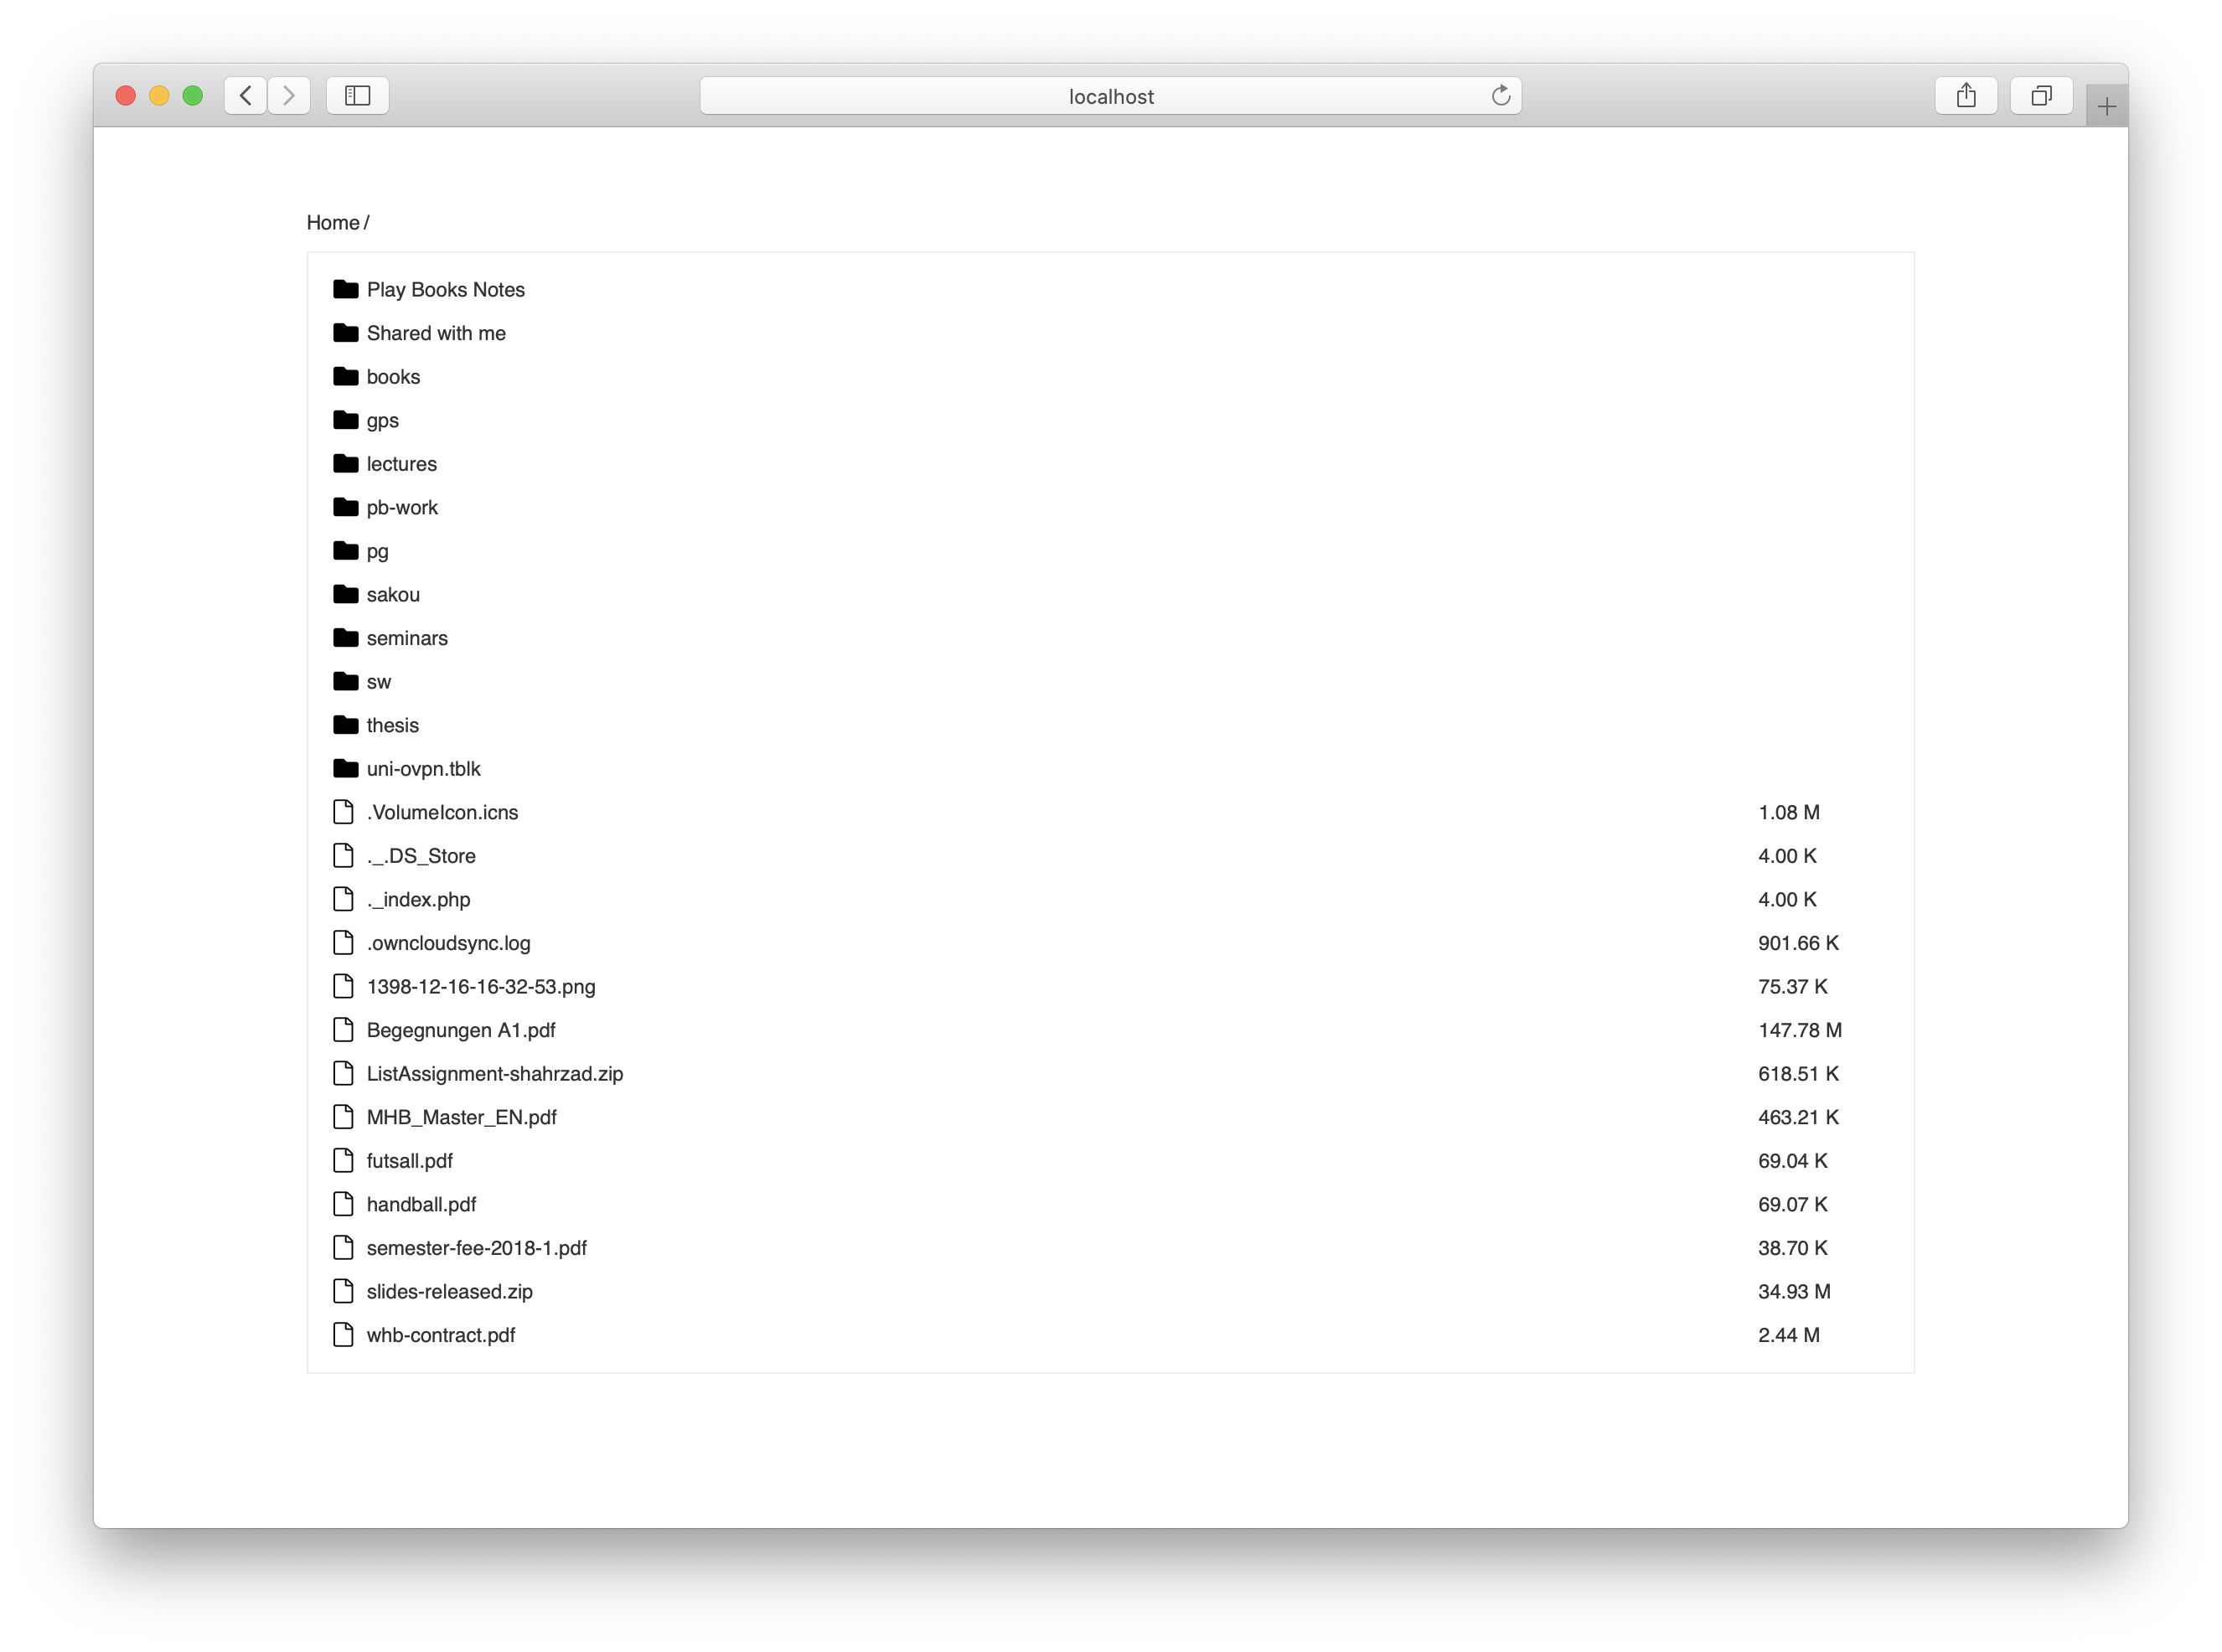 localhost
Home /
Play Books Notes
Shared with me
books
gps
lectures
pb-work
pg
sakou
seminars
sw
thesis
uni-ovpn.tblk
.VolumeIcon.icns 1.08 M
._.DS_Store 4.00 K
._index.php 4.00 K
.owncloudsync.log 901.66 K
1398-12-16-16-32-53.png 75.37 K
Begegnungen A1.pdf 147.78 M
ListAssignment-shahrzad.zip 618.51 K
MHB_Master_EN.pdf 463.21 K
futsall.pdf 69.04 K
handball.pdf 69.07 K
semester-fee-2018-1.pdf 38.70 K
slides-released.zip 34.93 M
whb-contract.pdf 2.44 M